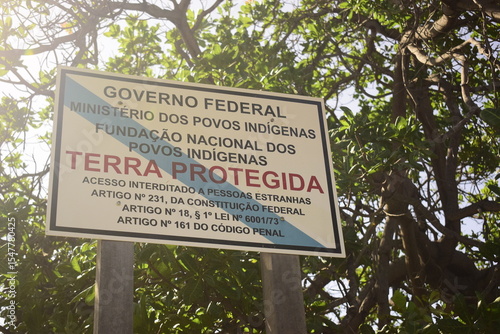 GOVERNO FEDERAL
MINISTÉRIO DOS POVOS INDÍGENAS
FUNDAÇÃO NACIONAL DOS
POVOS INDÍGENAS
TERRA PROTEGIDA
ACESSO INTERDITADO A PESSOAS ESTRANHAS
ARTIGO Nº 231, DA CONSTITUIÇÃO FEDERAL
ARTIGO Nº 18, § 1º LEI Nº 6001/73
ARTIGO Nº 161 DO CÓDIGO PENAL